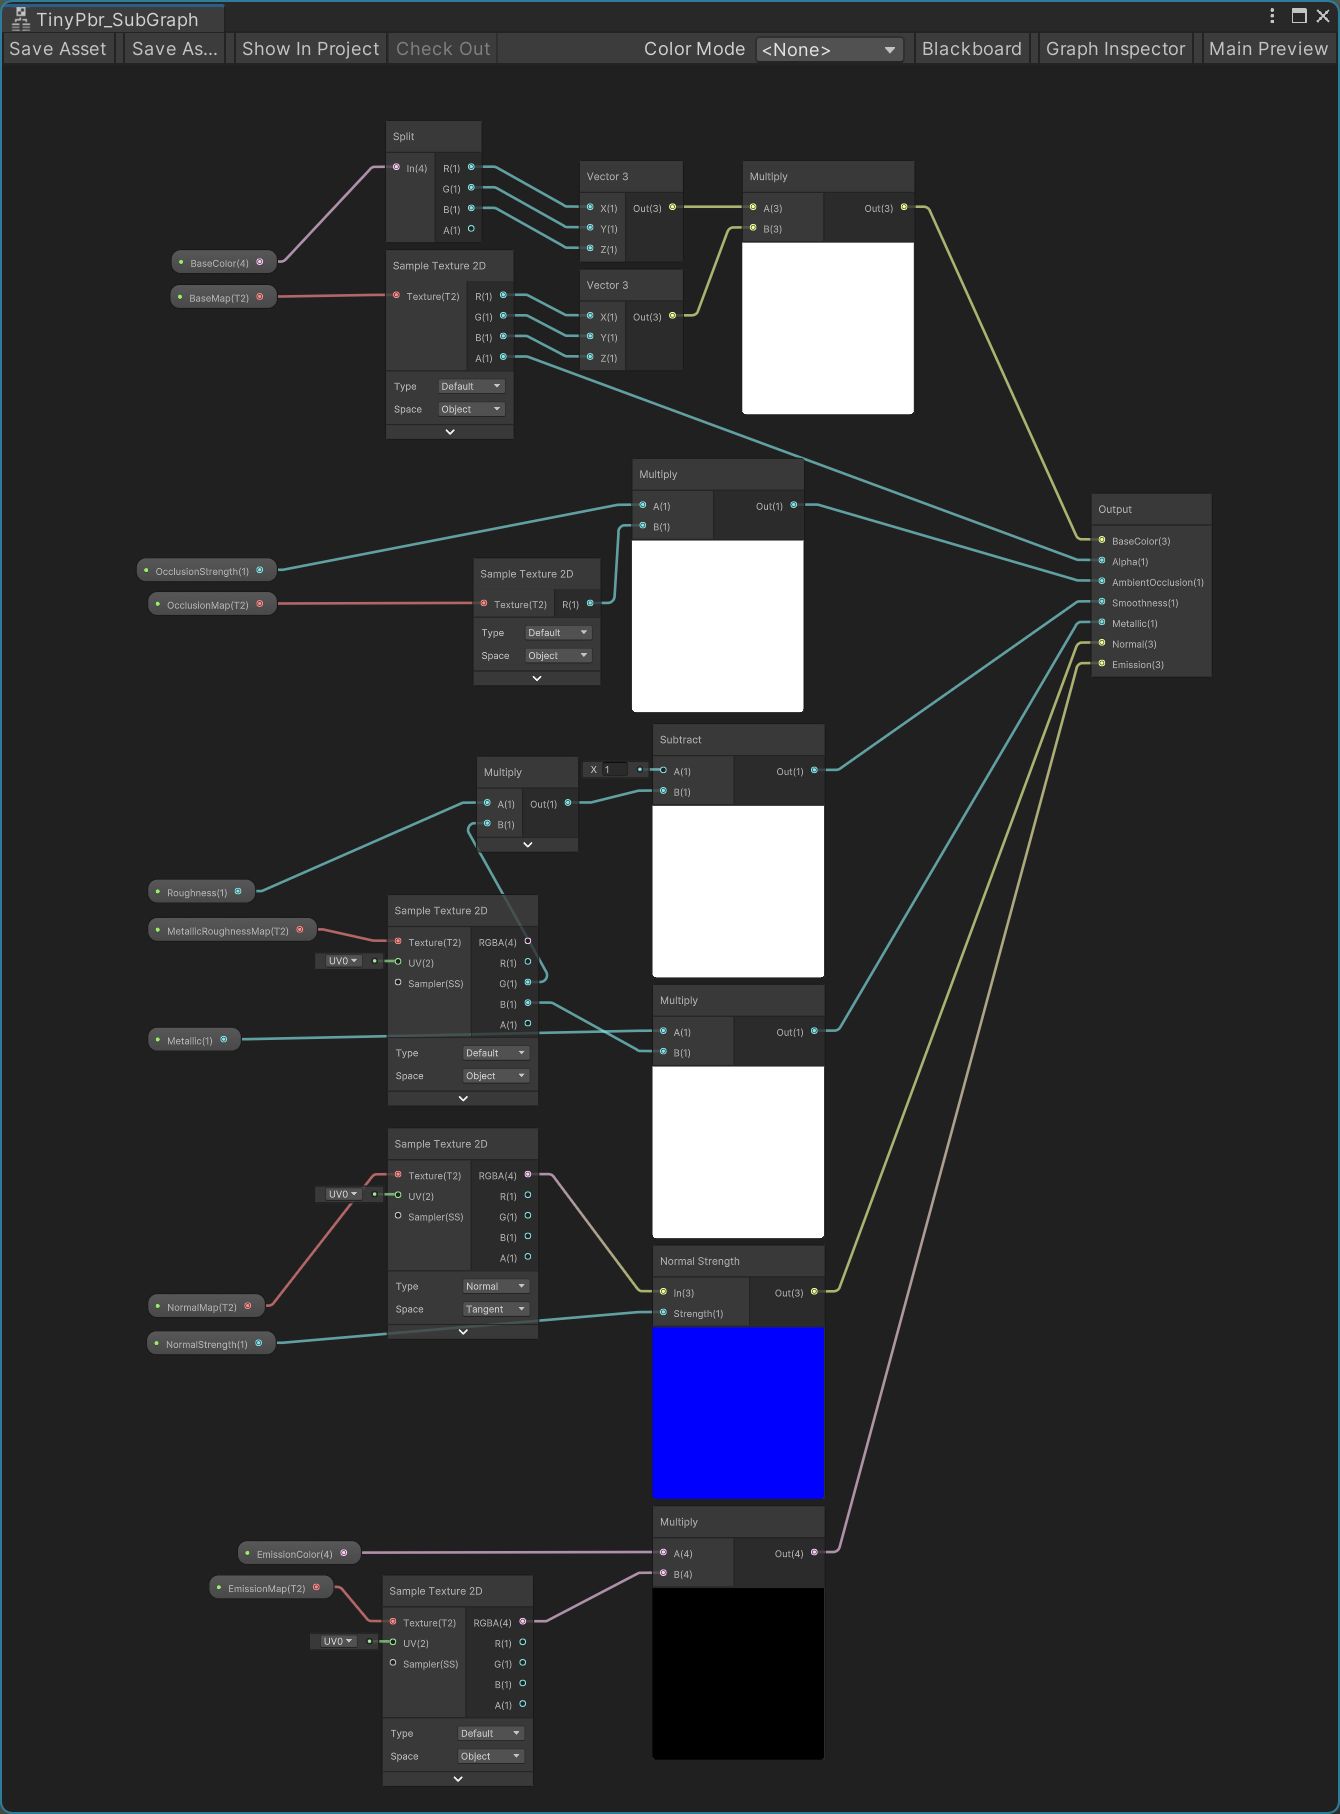 TinyPbr_SubGraph
Save Asset Save As... Show In Project Check Out Color Mode <None> Blackboard Graph Inspector Main Preview
Split
In(4) R(1)
G(1)
B(1)
A(1)
Vector 3
X(1) Out(3)
Y(1)
Z(1)
Multiply
A(3) Out(3)
B(3)
BaseColor(4)
BaseMap(T2)
Sample Texture 2D
Texture(T2) R(1)
G(1)
B(1)
A(1)
Type Default
Space Object
Vector 3
X(1) Out(3)
Y(1)
Z(1)
Multiply
A(1) Out(1)
B(1)
OcclusionStrength(1)
OcclusionMap(T2)
Sample Texture 2D
Texture(T2) R(1)
Type Default
Space Object
Output
BaseColor(3)
Alpha(1)
AmbientOcclusion(1)
Smoothness(1)
Metallic(1)
Normal(3)
Emission(3)
Subtract
X 1
A(1) Out(1)
B(1)
Multiply
A(1) Out(1)
B(1)
Roughness(1)
MetallicRoughnessMap(T2)
UV0
Metallic(1)
Sample Texture 2D
Texture(T2) RGBA(4)
UV(2) R(1)
Sampler(SS) G(1)
B(1)
A(1)
Type Default
Space Object
Multiply
A(1) Out(1)
B(1)
Sample Texture 2D
Texture(T2) RGBA(4)
UV0
UV(2) R(1)
Sampler(SS) G(1)
B(1)
A(1)
Type Normal
Space Tangent
NormalMap(T2)
NormalStrength(1)
Normal Strength
In(3) Out(3)
Strength(1)
Multiply
A(4) Out(4)
B(4)
EmissionColor(4)
EmissionMap(T2)
Sample Texture 2D
Texture(T2) RGBA(4)
UV0
UV(2) R(1)
Sampler(SS) G(1)
B(1)
A(1)
Type Default
Space Object